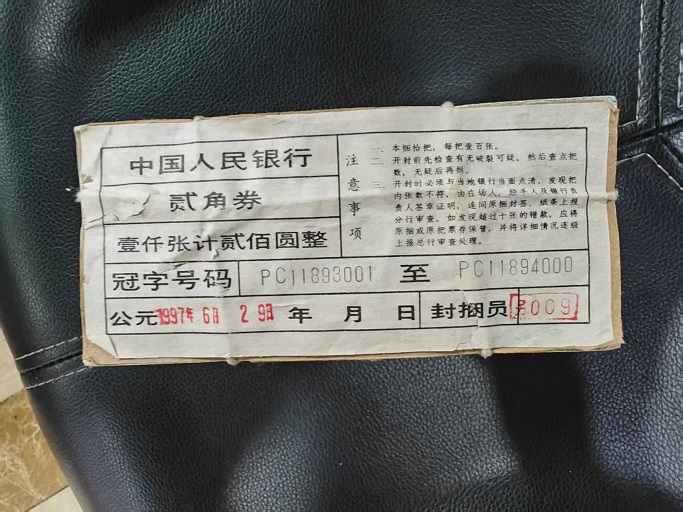 中国人民银行
贰角券
壹仟张计贰佰圆整
注意事项
一、本捆拾把，每把壹百张。
二、开封前先检查有无破裂可疑，然后查点把
数，无疑后再拆。
三、开封时必须与当地银行当面点清，发现把
内张数不符，由在场人、经手人及银行负
责人签章证明，连同原捆封签、纸条上报
分行审查。如发现超过十张的错款，应将
原捆或原把票券保管，并将详细情况逐级
上报总行审查处理。
冠字号码 PC11893001 至 PC11894000
公元1997年6月29日 年 月 日 封捆员 009